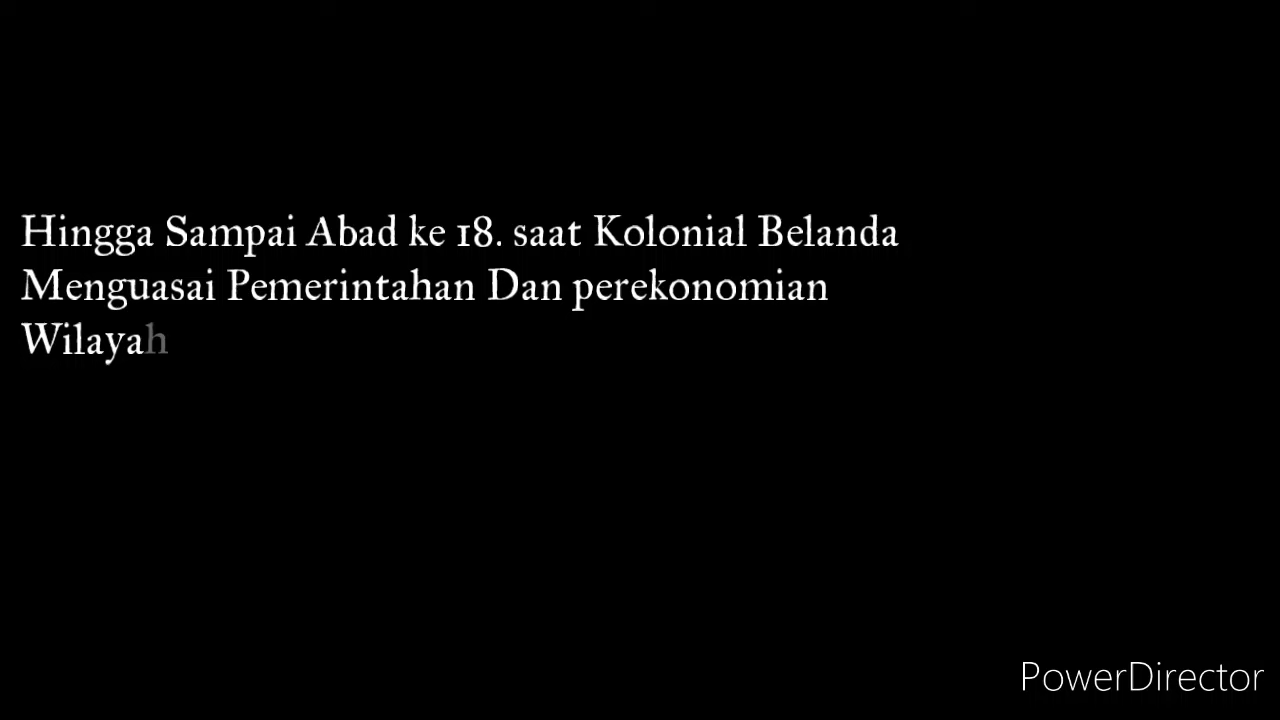 Hingga Sampai Abad ke 18. saat Kolonial Belanda
Menguasai Pemerintahan Dan perekonomian
Wilayah
PowerDirector